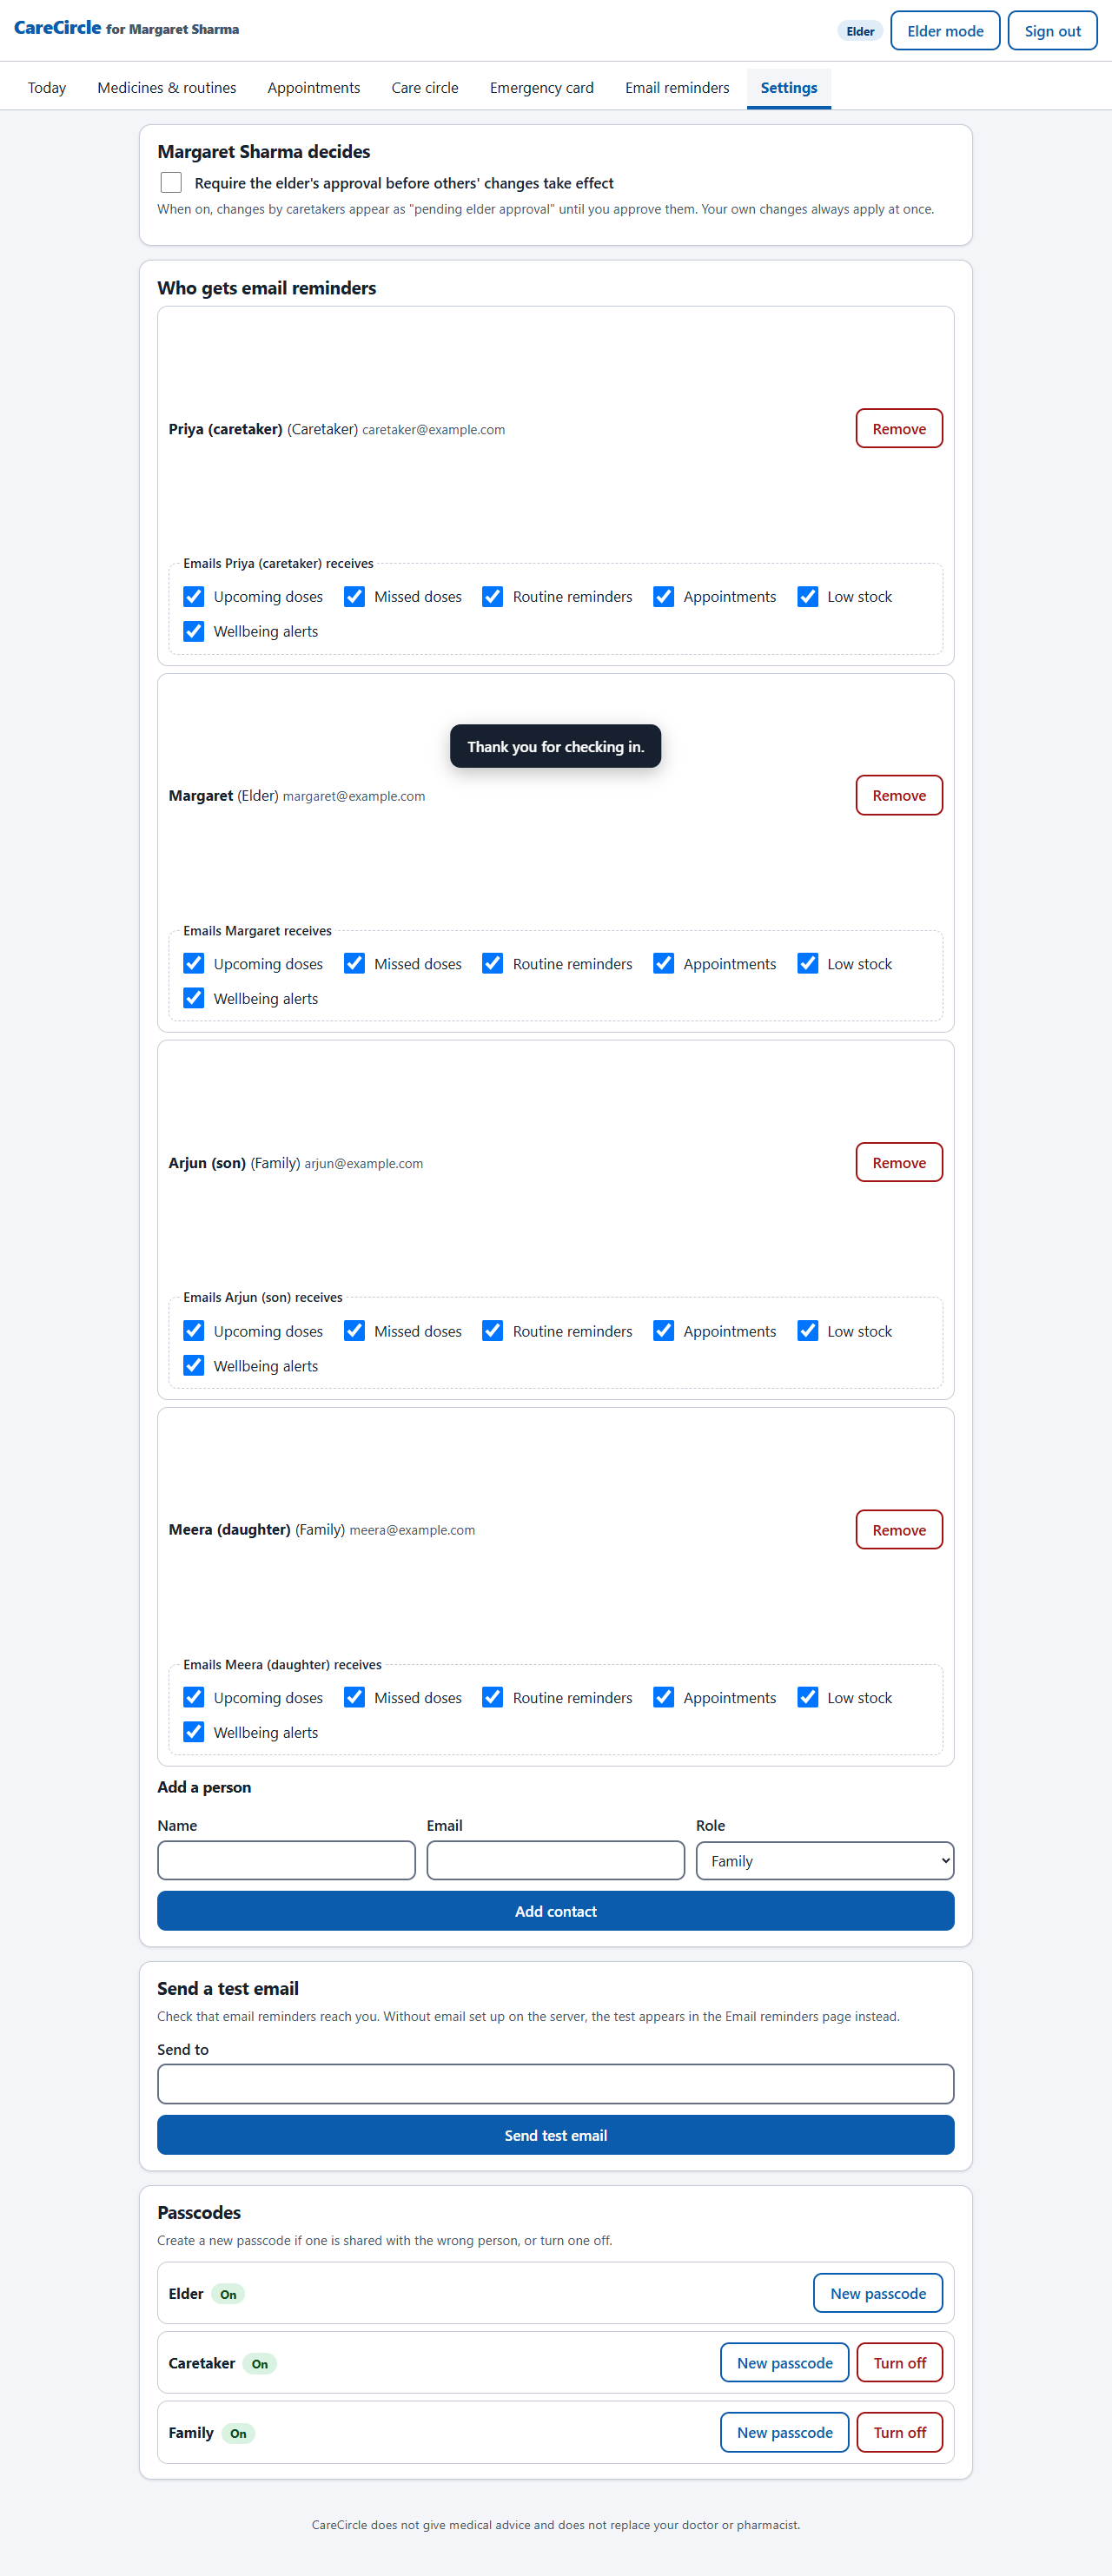 CareCircle for Margaret Sharma
Elder
Elder mode
Sign out
Today
Medicines & routines
Appointments
Care circle
Emergency card
Email reminders
Settings
Margaret Sharma decides
Require the elder's approval before others' changes take effect
When on, changes by caretakers appear as "pending elder approval" until you approve them. Your own changes always apply at once.
Who gets email reminders
Priya (caretaker) (Caretaker) caretaker@example.com
Remove
Emails Priya (caretaker) receives
Upcoming doses
Missed doses
Routine reminders
Appointments
Low stock
Wellbeing alerts
Thank you for checking in.
Margaret (Elder) margaret@example.com
Remove
Emails Margaret receives
Upcoming doses
Missed doses
Routine reminders
Appointments
Low stock
Wellbeing alerts
Arjun (son) (Family) arjun@example.com
Remove
Emails Arjun (son) receives
Upcoming doses
Missed doses
Routine reminders
Appointments
Low stock
Wellbeing alerts
Meera (daughter) (Family) meera@example.com
Remove
Emails Meera (daughter) receives
Upcoming doses
Missed doses
Routine reminders
Appointments
Low stock
Wellbeing alerts
Add a person
Name
Email
Role
Family
Add contact
Send a test email
Check that email reminders reach you. Without email set up on the server, the test appears in the Email reminders page instead.
Send to
Send test email
Passcodes
Create a new passcode if one is shared with the wrong person, or turn one off.
Elder On
New passcode
Caretaker On
New passcode
Turn off
Family On
New passcode
Turn off
CareCircle does not give medical advice and does not replace your doctor or pharmacist.